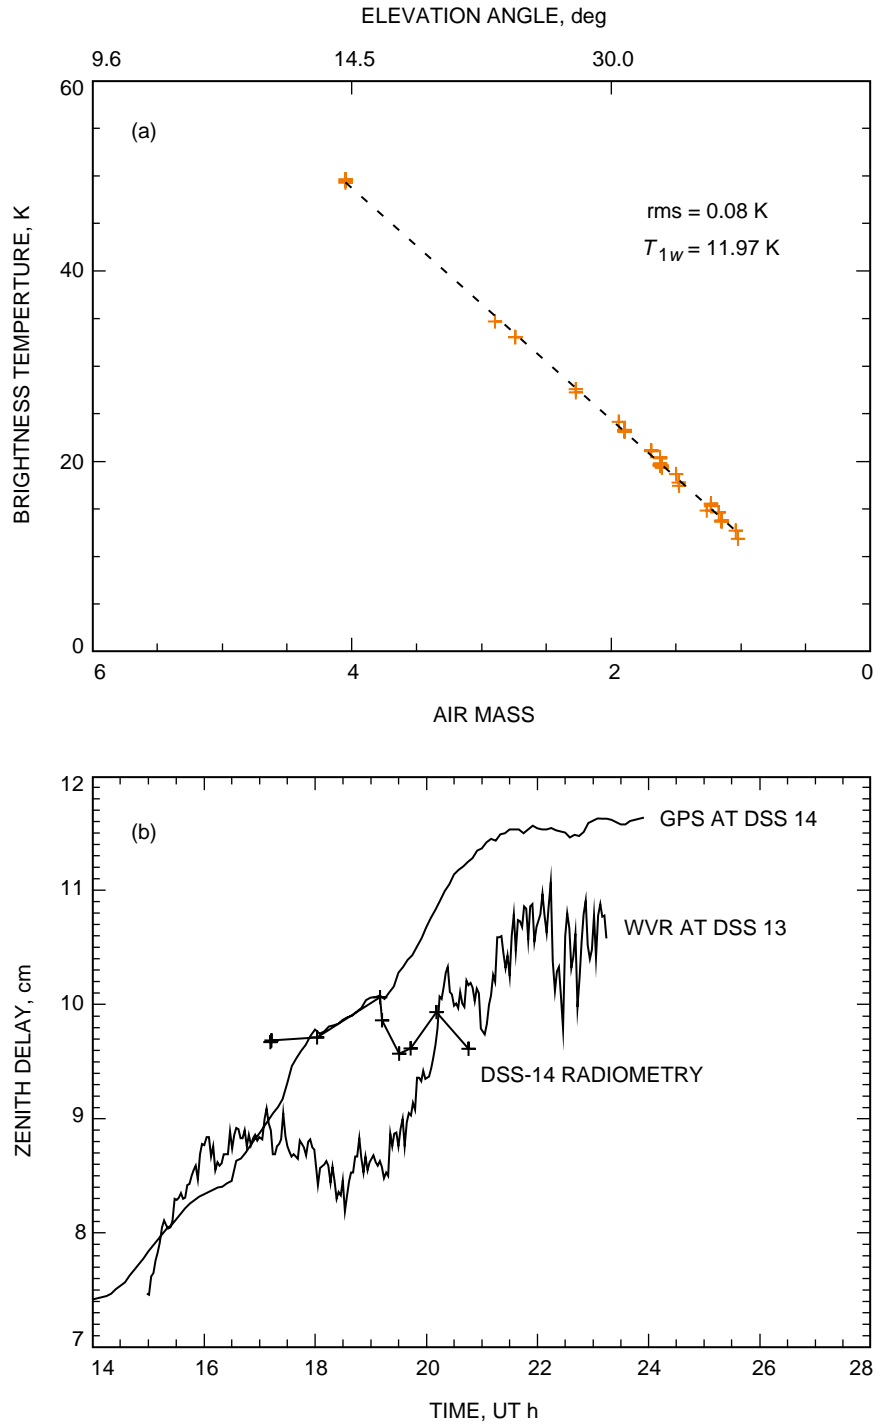 ELEVATION ANGLE, deg
9.6 14.5 30.0
60
(a)
rms = 0.08 K
T1w = 11.97 K
40
BRIGHTNESS TEMPERTURE, K
20
0
6 4 2 0
AIR MASS
12
(b)
GPS AT DSS 14
11
WVR AT DSS 13
10
ZENITH DELAY, cm
DSS-14 RADIOMETRY
9
8
7
14 16 18 20 22 24 26 28
TIME, UT h